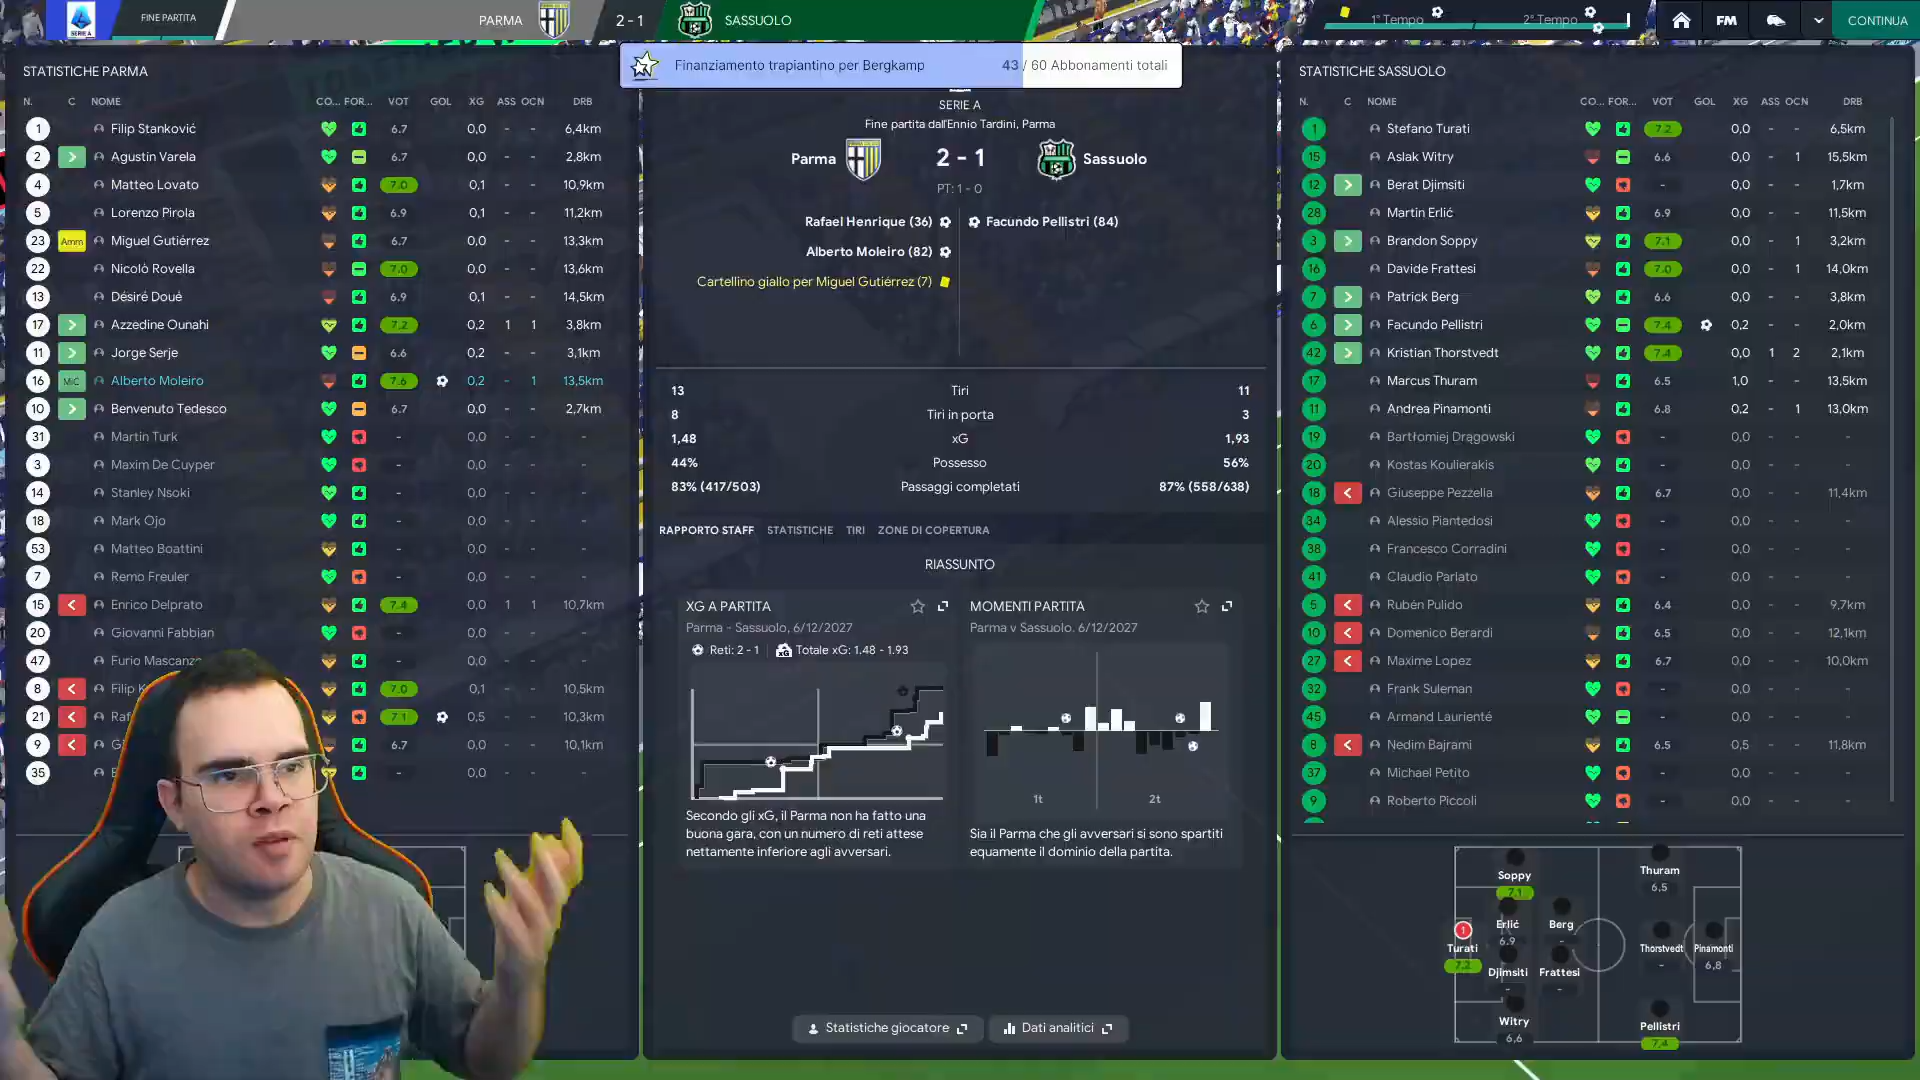 FINE PARTITA
PARMA
2 - 1
SASSUOLO
1° Tempo
2° Tempo
FM
CONTINUA
SERIE A
Finanziamento trapiantino per Bergkamp
43 / 60 Abbonamenti totali
STATISTICHE PARMA
N. C NOME CO... FOR... VOT GOL XG ASS OCN DRB
1 Filip Stanković 6.7 0,0 - - 6,4km
2 Agustin Varela 6.7 0,0 - - 2,8km
4 Matteo Lovato 7.0 0,1 - - 10,9km
5 Lorenzo Pirola 6.9 0,1 - - 11,2km
23 Amm Miguel Gutiérrez 6.7 0,0 - - 13,3km
22 Nicolò Rovella 7.0 0,0 - - 13,6km
13 Désiré Doué 6.9 0,1 - - 14,5km
17 Azzedine Ounahi 7.2 0,2 1 1 3,8km
11 Jorge Serje 6.6 0,2 - - 3,1km
16 MIC Alberto Moleiro 7.6 0,2 - 1 13,5km
10 Benvenuto Tedesco 6.7 0,0 - - 2,7km
31 Martin Turk - 0,0 - - -
3 Maxim De Cuyper - 0,0 - - -
14 Stanley Nsoki - 0,0 - - -
18 Mark Ojo - 0,0 - - -
53 Matteo Boattini - 0,0 - - -
7 Remo Freuler - 0,0 - - -
15 Enrico Delprato 7.4 0,0 1 1 10,7km
20 Giovanni Fabbian - 0,0 - - -
47 Furio - 0,0 - - -
8 Filip 7.0 0,1 - - 10,5km
21 7.1 0,5 - - 10,3km
9 6.7 0,0 - - 10,1km
35 - 0,0 - - -
SERIE A
Fine partita dall'Ennio Tardini, Parma
Parma 2 - 1 Sassuolo
PT: 1 - 0
Rafael Henrique (36)
Facundo Pellistri (84)
Alberto Moleiro (82)
Cartellino giallo per Miguel Gutiérrez (7)
13 Tiri 11
8 Tiri in porta 3
1,48 xG 1,93
44% Possesso 56%
83% (417/503) Passaggi completati 87% (558/638)
RAPPORTO STAFF STATISTICHE TIRI ZONE DI COPERTURA
RIASSUNTO
XG A PARTITA
Parma - Sassuolo, 6/12/2027
Reti: 2 - 1 Totale xG: 1.48 - 1.93
Secondo gli xG, il Parma non ha fatto una
buona gara, con un numero di reti attese
nettamente inferiore agli avversari.
MOMENTI PARTITA
Parma v Sassuolo, 6/12/2027
1t
2t
Sia il Parma che gli avversari si sono spartiti
equamente il dominio della partita.
Statistiche giocatore
Dati analitici
STATISTICHE SASSUOLO
N. C NOME CO... FOR... VOT GOL XG ASS OCN DRB
1 Stefano Turati 7.2 0,0 - - 6,5km
15 Aslak Witry 6.6 0,0 - 1 15,5km
12 Berat Djimsiti - 0,0 - - 1,7km
28 Martin Erlić 6.9 0,0 - - 11,5km
3 Brandon Soppy 7.1 0,0 - 1 3,2km
16 Davide Frattesi 7.0 0,0 - 1 14,0km
7 Patrick Berg 6.6 0,0 - - 3,8km
6 Facundo Pellistri 7.4 0,2 - - 2,0km
42 Kristian Thorstvedt 7.4 0,0 1 2 2,1km
17 Marcus Thuram 6.5 1,0 - - 13,5km
11 Andrea Pinamonti 6.8 0,2 - 1 13,0km
19 Bartłomiej Drągowski - 0,0 - - -
20 Kostas Koulierakis - 0,0 - - -
18 Giuseppe Pezzella 6.7 0,0 - - 11,4km
34 Alessio Piantedosi - 0,0 - - -
38 Francesco Corradini - 0,0 - - -
41 Claudio Parlato - 0,0 - - -
5 Rubén Pulido 6.4 0,0 - - 9,7km
10 Domenico Berardi 6.5 0,0 - - 12,1km
27 Maxime Lopez 6.7 0,0 - - 10,0km
32 Frank Suleman - 0,0 - - -
45 Armand Laurienté - 0,0 - - -
8 Nedim Bajrami 6.5 0,5 - - 11,8km
37 Michael Petito - 0,0 - - -
9 Roberto Piccoli - 0,0 - - -
Soppy
7.1
Thuram
6.5
Erlić
6.9
Berg
-
1
Turati
7.2
Thorstvedt
-
Pinamonti
6,8
Djimsiti
-
Frattesi
-
Witry
6,6
Pellistri
7,4